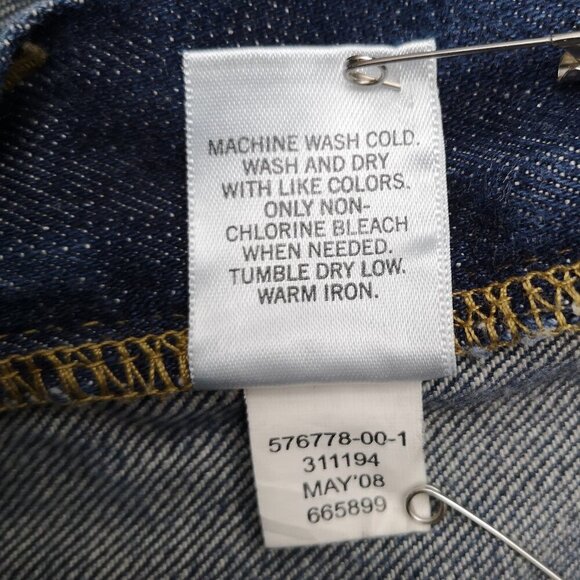 MACHINE WASH COLD.
WASH AND DRY
WITH LIKE COLORS.
ONLY NON-
CHLORINE BLEACH
WHEN NEEDED.
TUMBLE DRY LOW.
WARM IRON.
576778-00-1
311194
MAY'08
665899